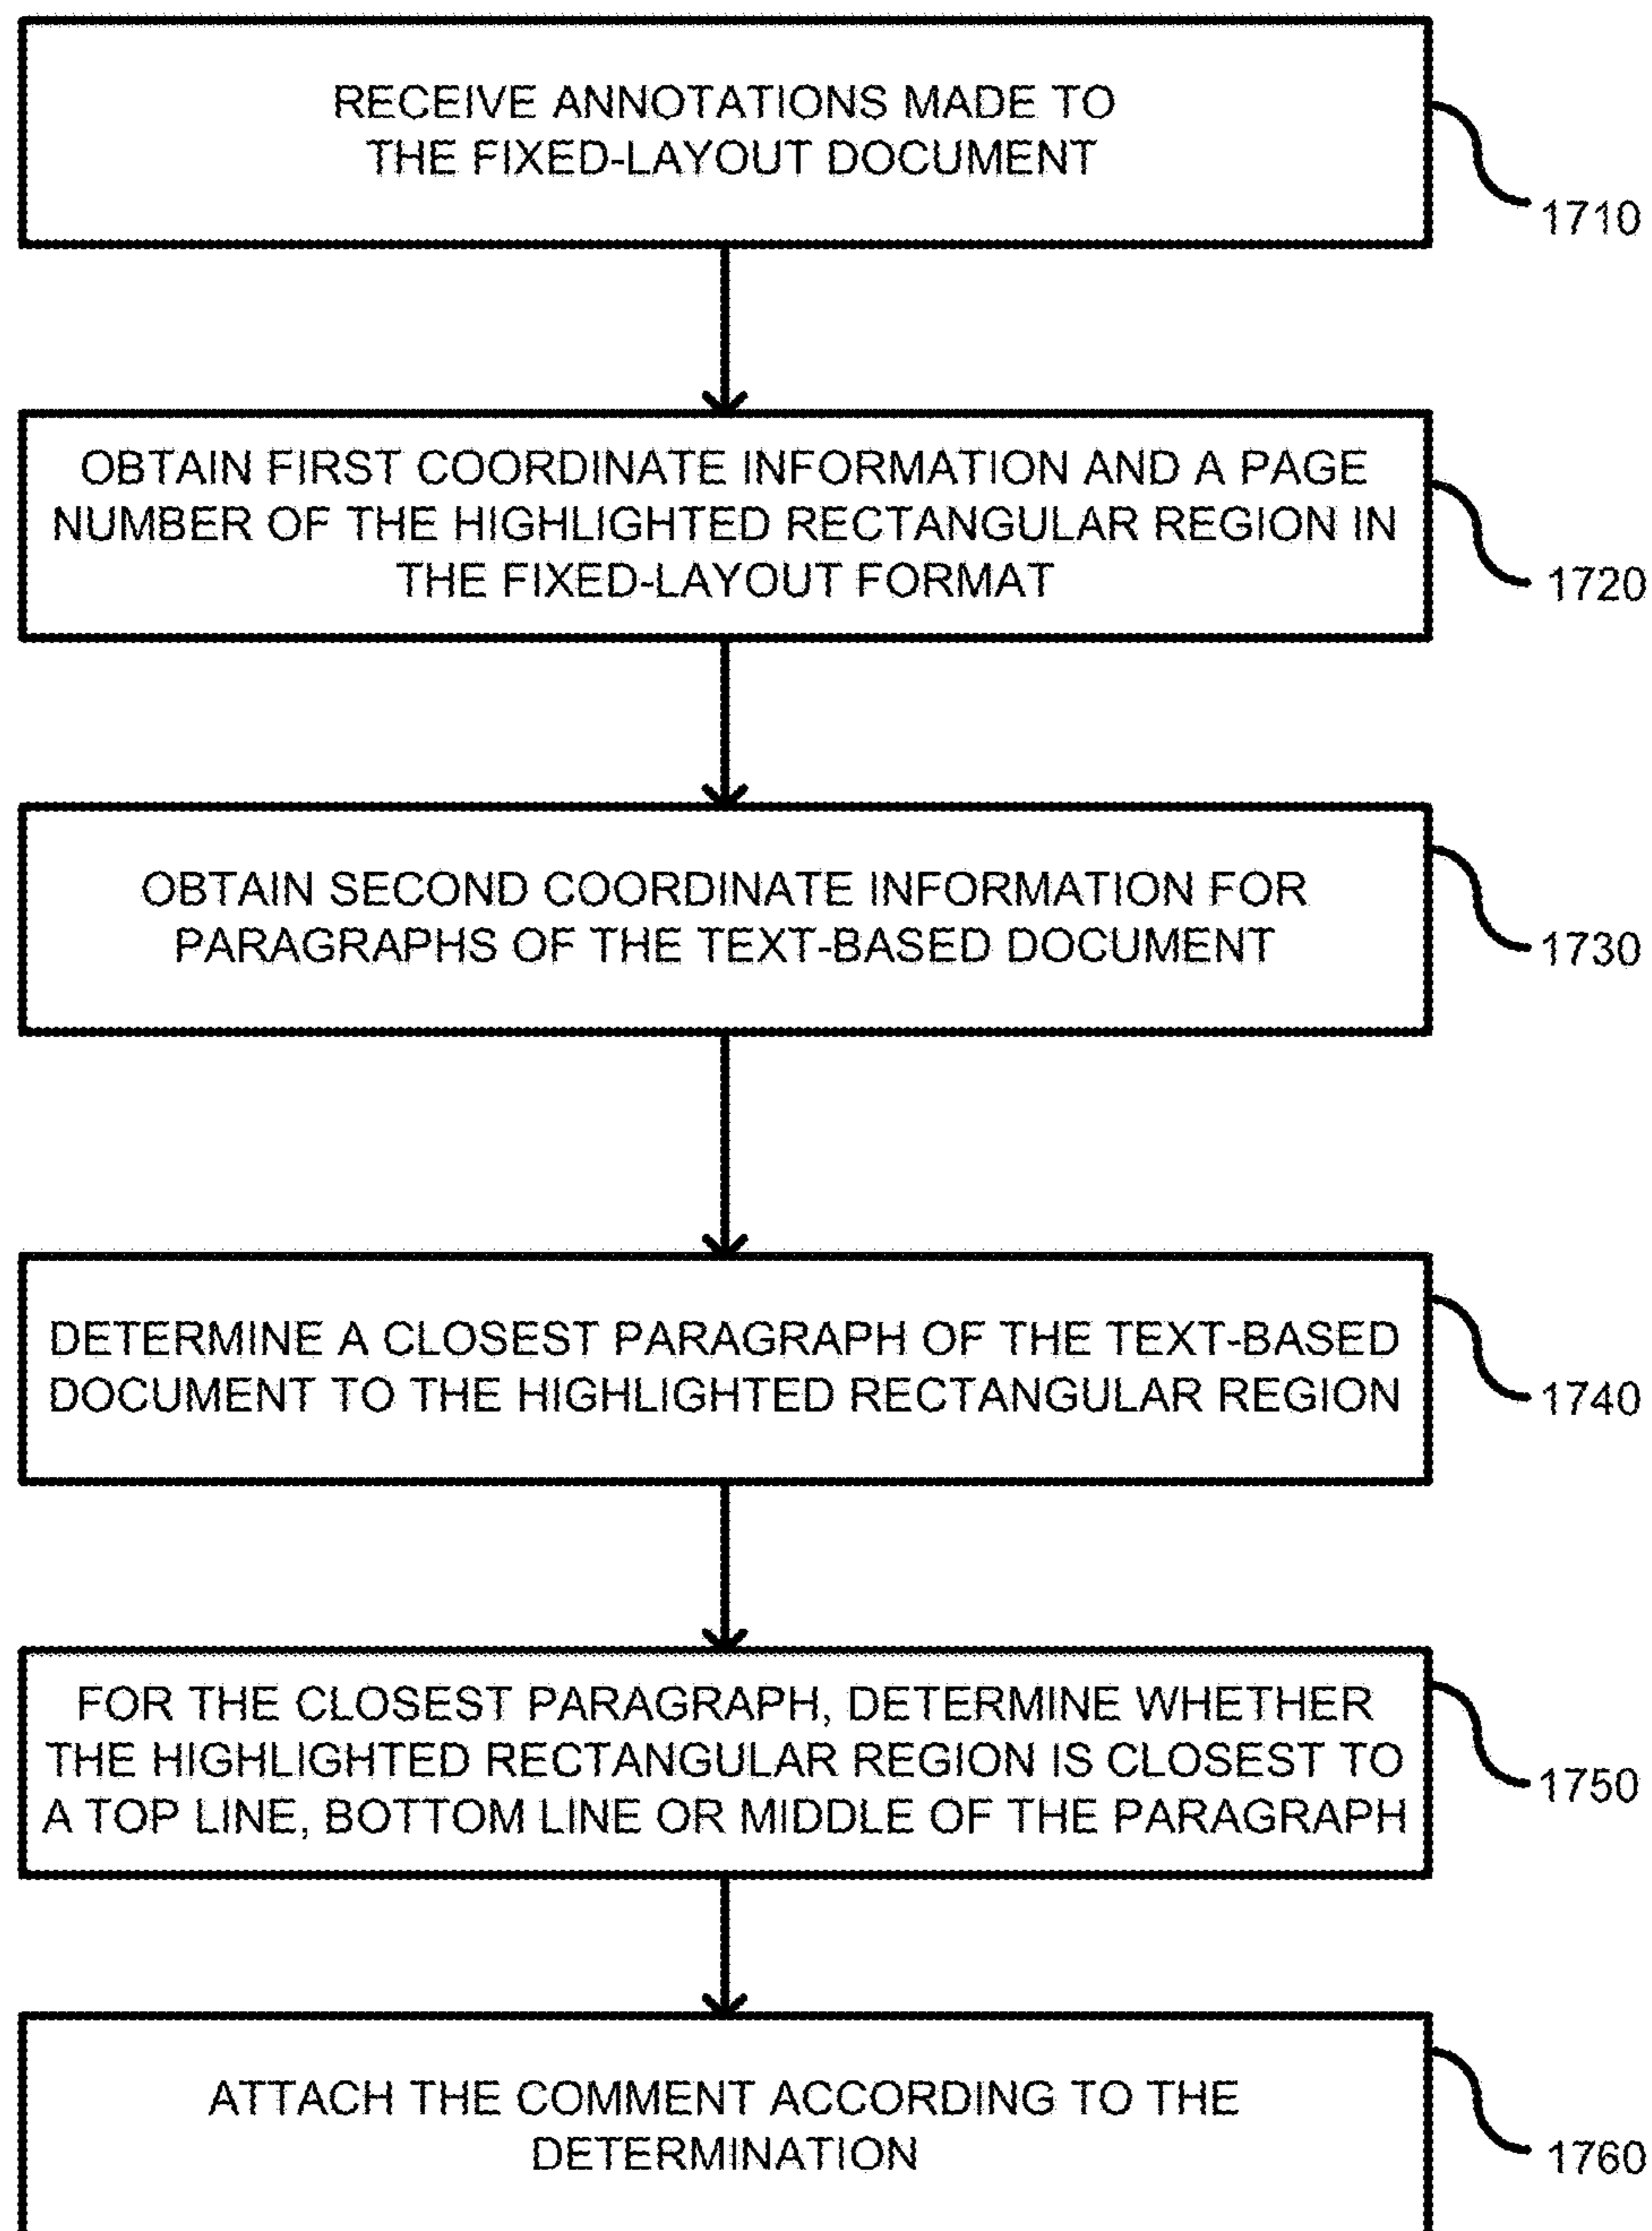 RECEIVE ANNOTATIONS MADE TO
THE FIXED-LAYOUT DOCUMENT
1710
OBTAIN FIRST COORDINATE INFORMATION AND A PAGE
NUMBER OF THE HIGHLIGHTED RECTANGULAR REGION IN
THE FIXED-LAYOUT FORMAT
1720
OBTAIN SECOND COORDINATE INFORMATION FOR
PARAGRAPHS OF THE TEXT-BASED DOCUMENT
1730
DETERMINE A CLOSEST PARAGRAPH OF THE TEXT-BASED
DOCUMENT TO THE HIGHLIGHTED RECTANGULAR REGION
1740
FOR THE CLOSEST PARAGRAPH, DETERMINE WHETHER
THE HIGHLIGHTED RECTANGULAR REGION IS CLOSEST TO
A TOP LINE, BOTTOM LINE OR MIDDLE OF THE PARAGRAPH
1750
ATTACH THE COMMENT ACCORDING TO THE
DETERMINATION
1760